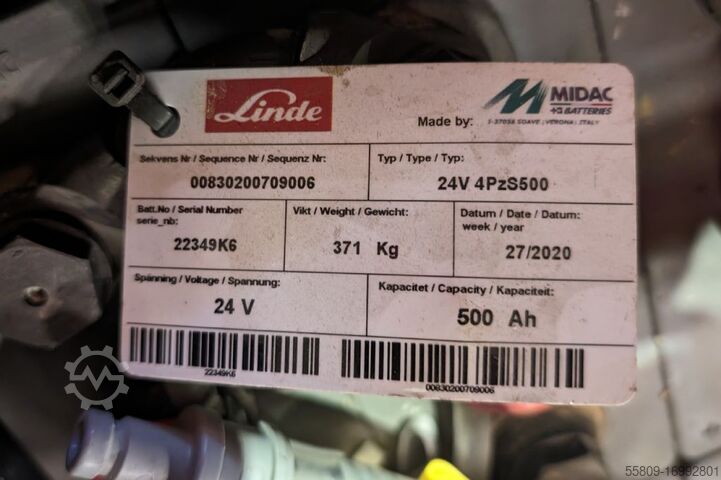 Linde
Made by:
MIDAC
BATTERIES
I-37038 SOAVE (VERONA) ITALY
Sekvens Nr / Sequence Nr / Sequenz Nr:
00830200709006
Typ / Type / Typ:
24V 4PzS500
Batt.No / Serial Number
serie_nb:
22349K6
Vikt / Weight / Gewicht:
371 Kg
Datum / Date / Datum:
week / year
27/2020
Spänning / Voltage / Spannung:
24 V
Kapacitet / Capacity / Kapaciteit:
500 Ah
22349K6
00830200709006
55809-16992801